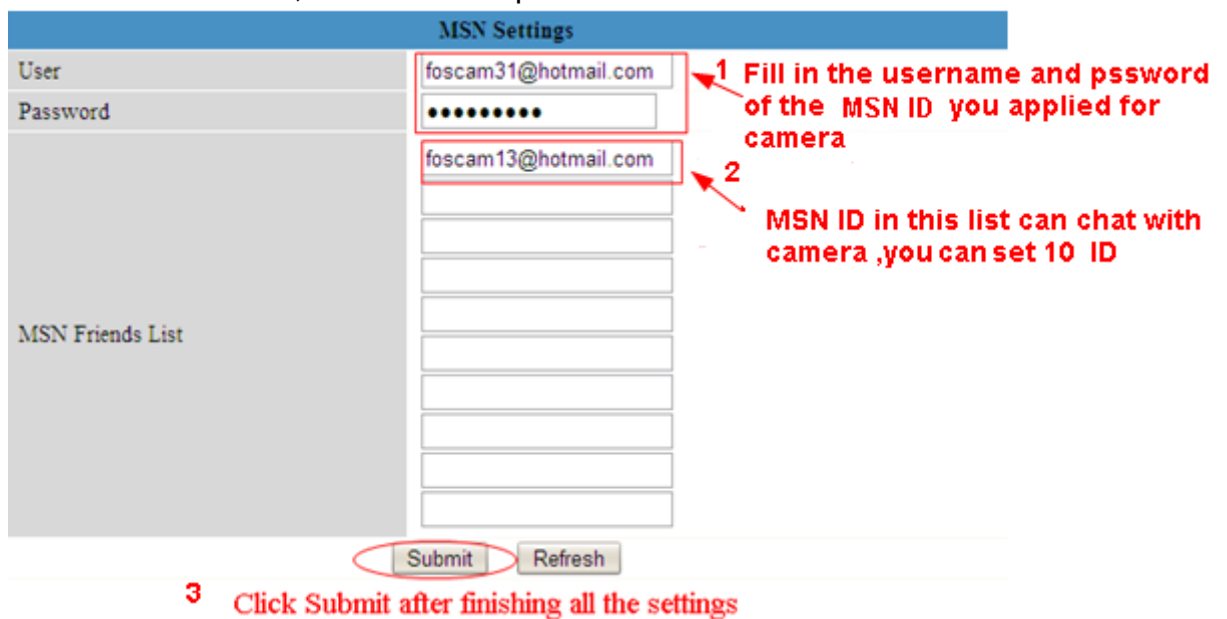 MSN Settings
User
foscam31@hotmail.com
1 Fill in the username and pssword
of the MSN ID you applied for
camera
Password
•••••••••
foscam13@hotmail.com
2
MSN ID in this list can chat with
camera ,you can set 10 ID
MSN Friends List
Submit
Refresh
3 Click Submit after finishing all the settings